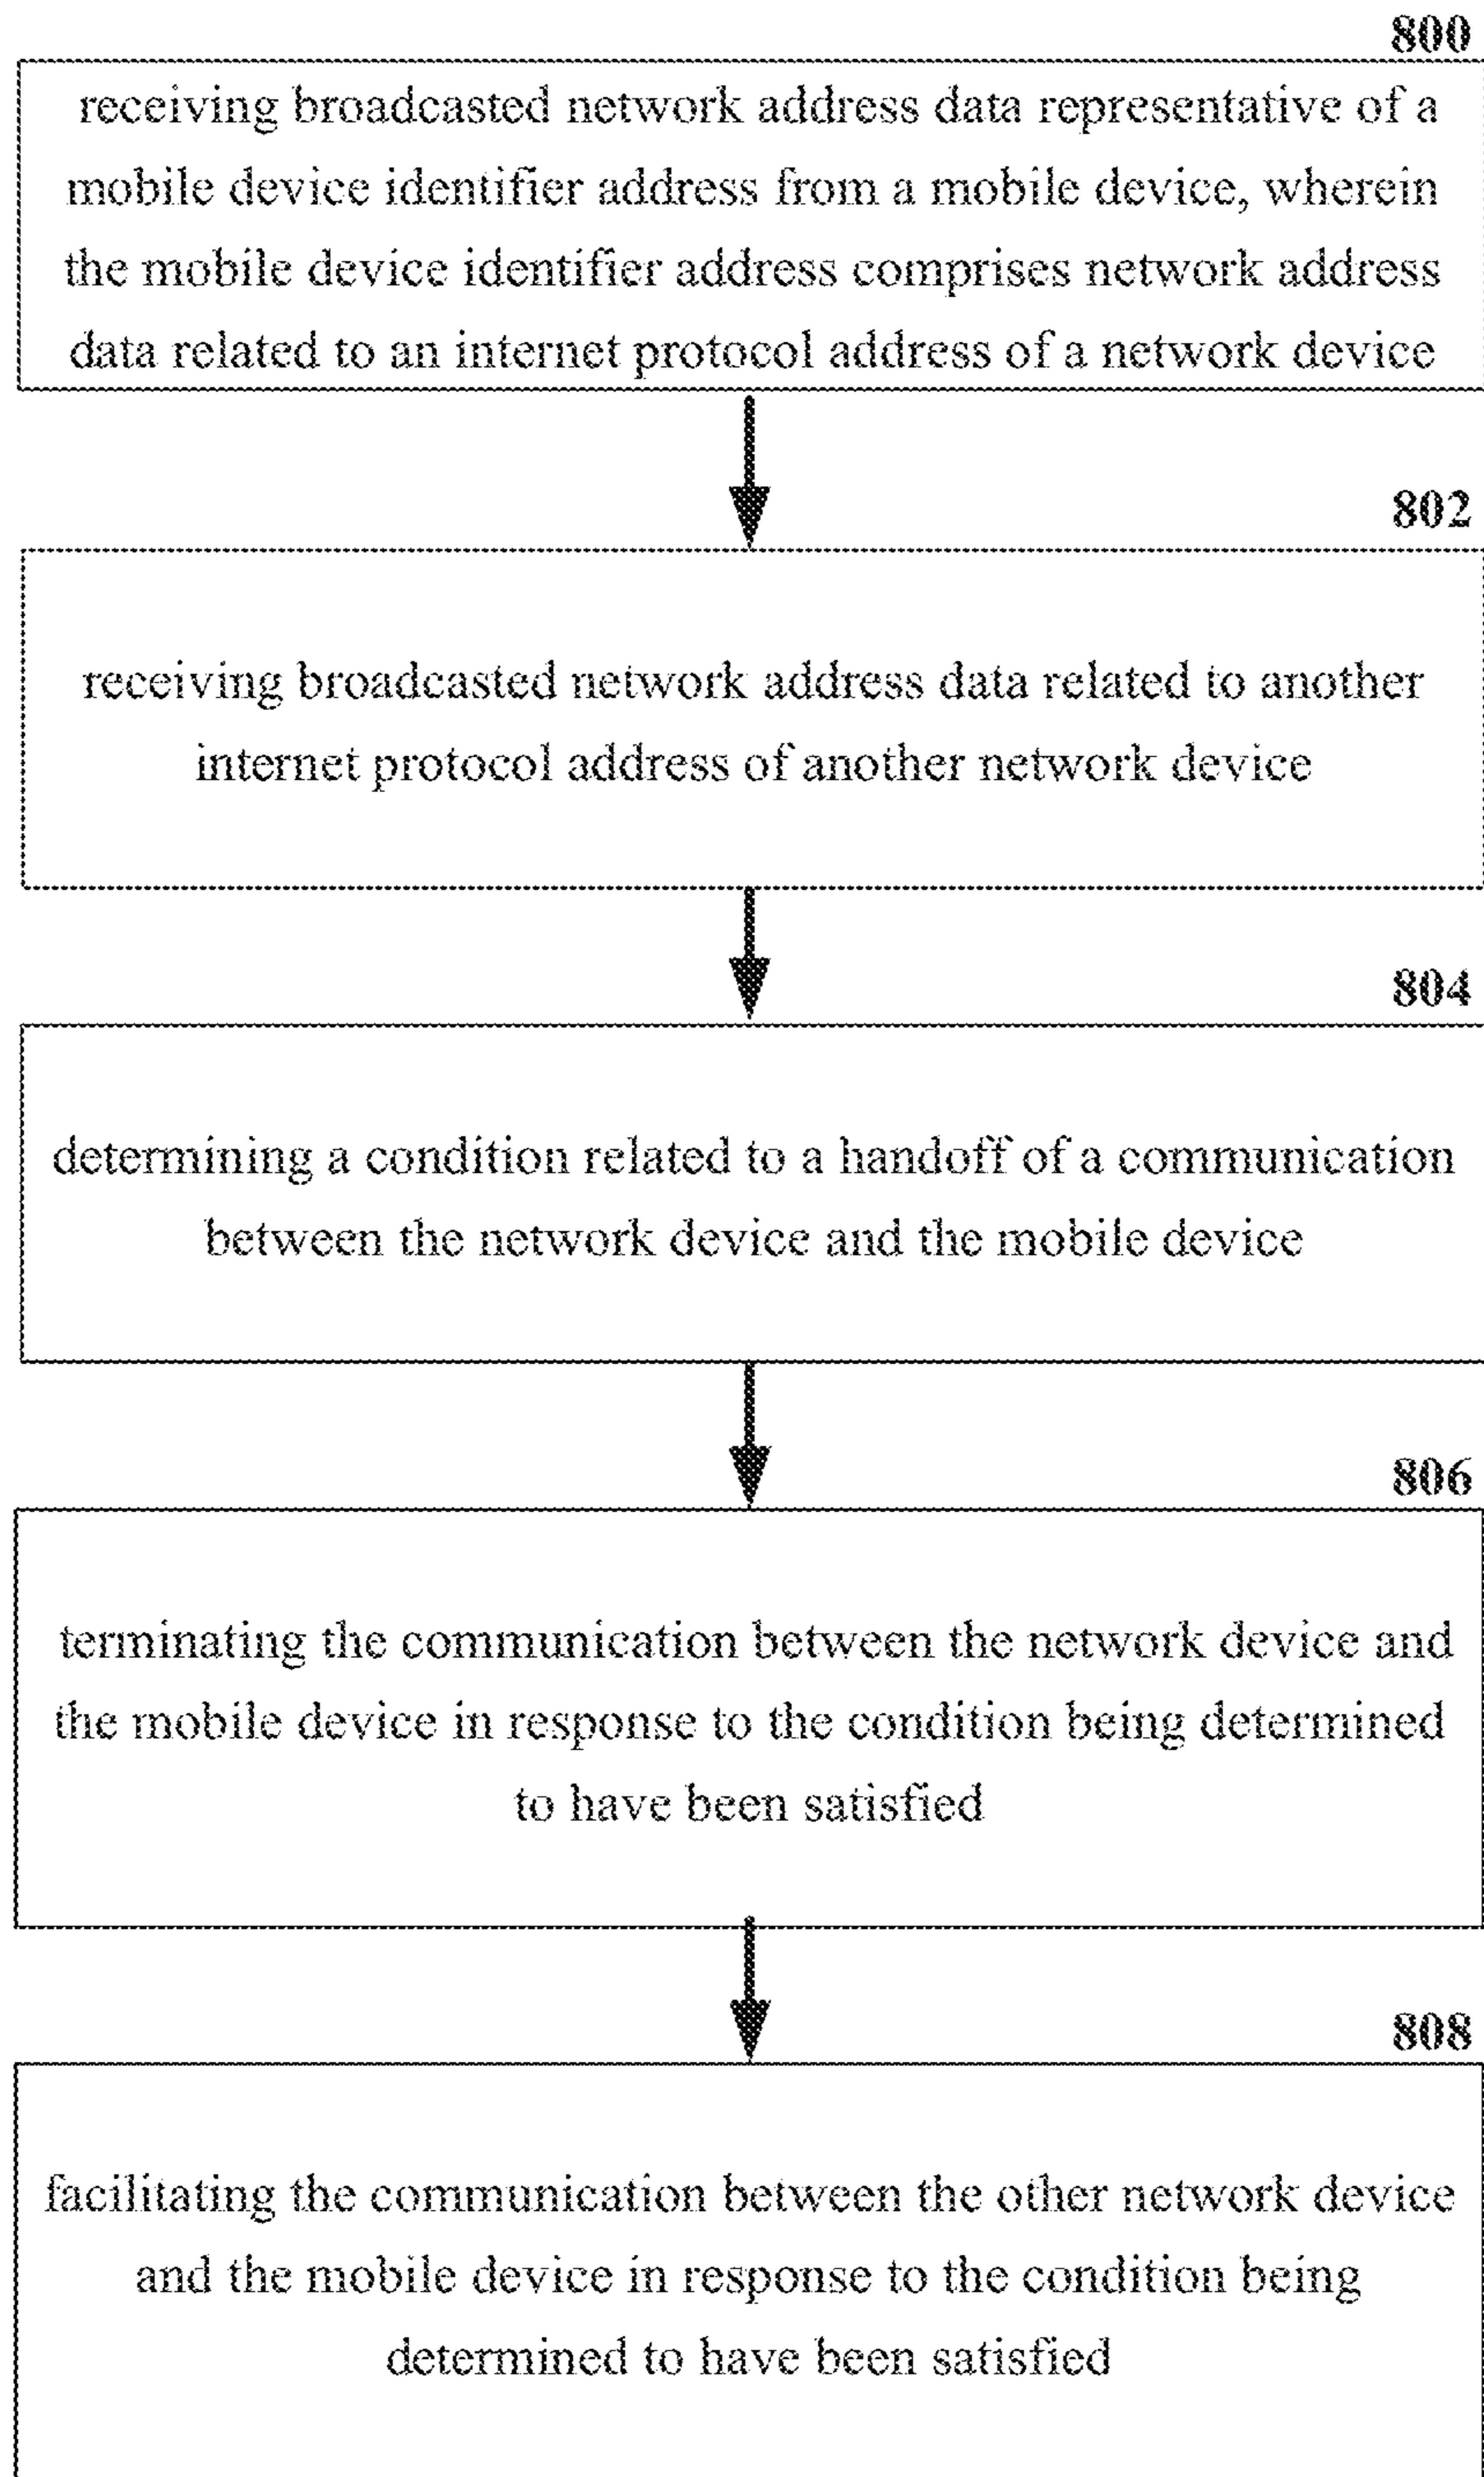 800
receiving broadcasted network address data representative of a
mobile device identifier address from a mobile device, wherein
the mobile device identifier address comprises network address
data related to an internet protocol address of a network device
802
receiving broadcasted network address data related to another
internet protocol address of another network device
804
determining a condition related to a handoff of a communication
between the network device and the mobile device
806
terminating the communication between the network device and
the mobile device in response to the condition being determined
to have been satisfied
808
facilitating the communication between the other network device
and the mobile device in response to the condition being
determined to have been satisfied